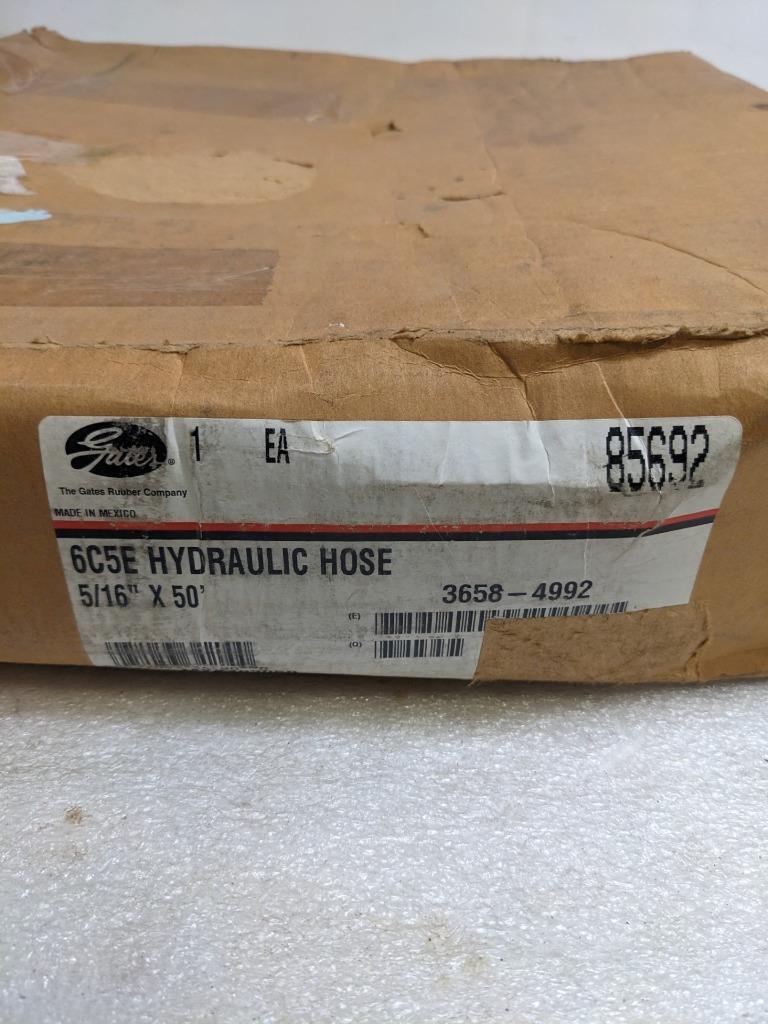 Gates® 1 EA 85692
The Gates Rubber Company
MADE IN MEXICO
6C5E HYDRAULIC HOSE
5/16" X 50'
3658-4992
(E)
(Q)